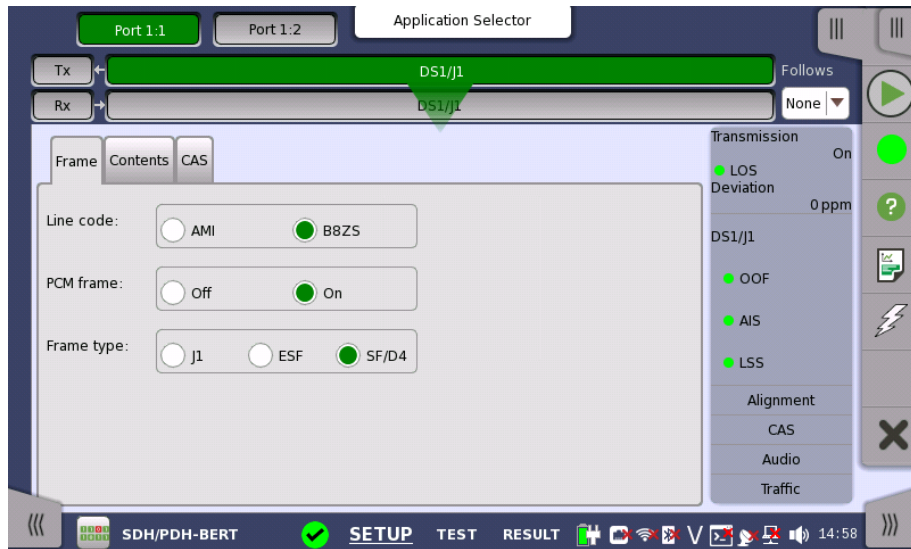 Port 1:1
Port 1:2
Application Selector
Tx
DS1/J1
Follows
Rx
DS1/J1
None
Frame
Contents
CAS
Line code:
AMI
B8ZS
PCM frame:
Off
On
Frame type:
J1
ESF
SF/D4
Transmission
On
LOS
Deviation
0 ppm
DS1/J1
OOF
AIS
LSS
Alignment
CAS
Audio
Traffic
?
SDH/PDH-BERT
SETUP
TEST
RESULT
V
14:58